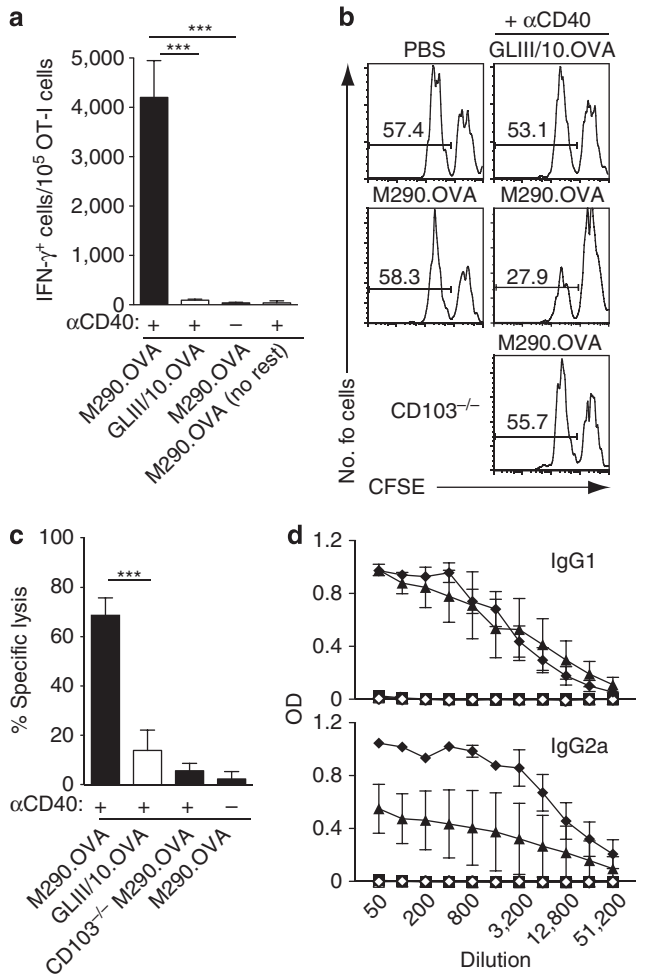 a
***
***
IFN-γ+ cells/10^5 OT-I cells
5,000
4,000
3,000
2,000
1,000
0
αCD40: + + – +
M290.OVA
GLIII/10.OVA
M290.OVA
M290.OVA (no rest)
b
+ αCD40
PBS
GLIII/10.OVA
57.4
53.1
M290.OVA
M290.OVA
58.3
27.9
M290.OVA
CD103–/–
55.7
No. fo cells
CFSE
c
***
% Specific lysis
100
80
60
40
20
0
αCD40: + + + –
M290.OVA
GLIII/10.OVA
CD103–/– M290.OVA
M290.OVA
d
IgG1
1.2
0.8
0.4
0
OD
IgG2a
1.2
0.8
0.4
0
50 200 800 3,200 12,800 51,200
Dilution